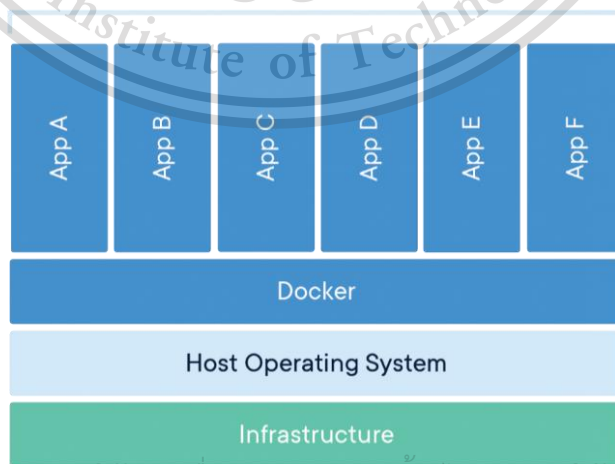 Institute of Techn
App A
App B
App C
App D
App E
App F
Docker
Host Operating System
Infrastructure